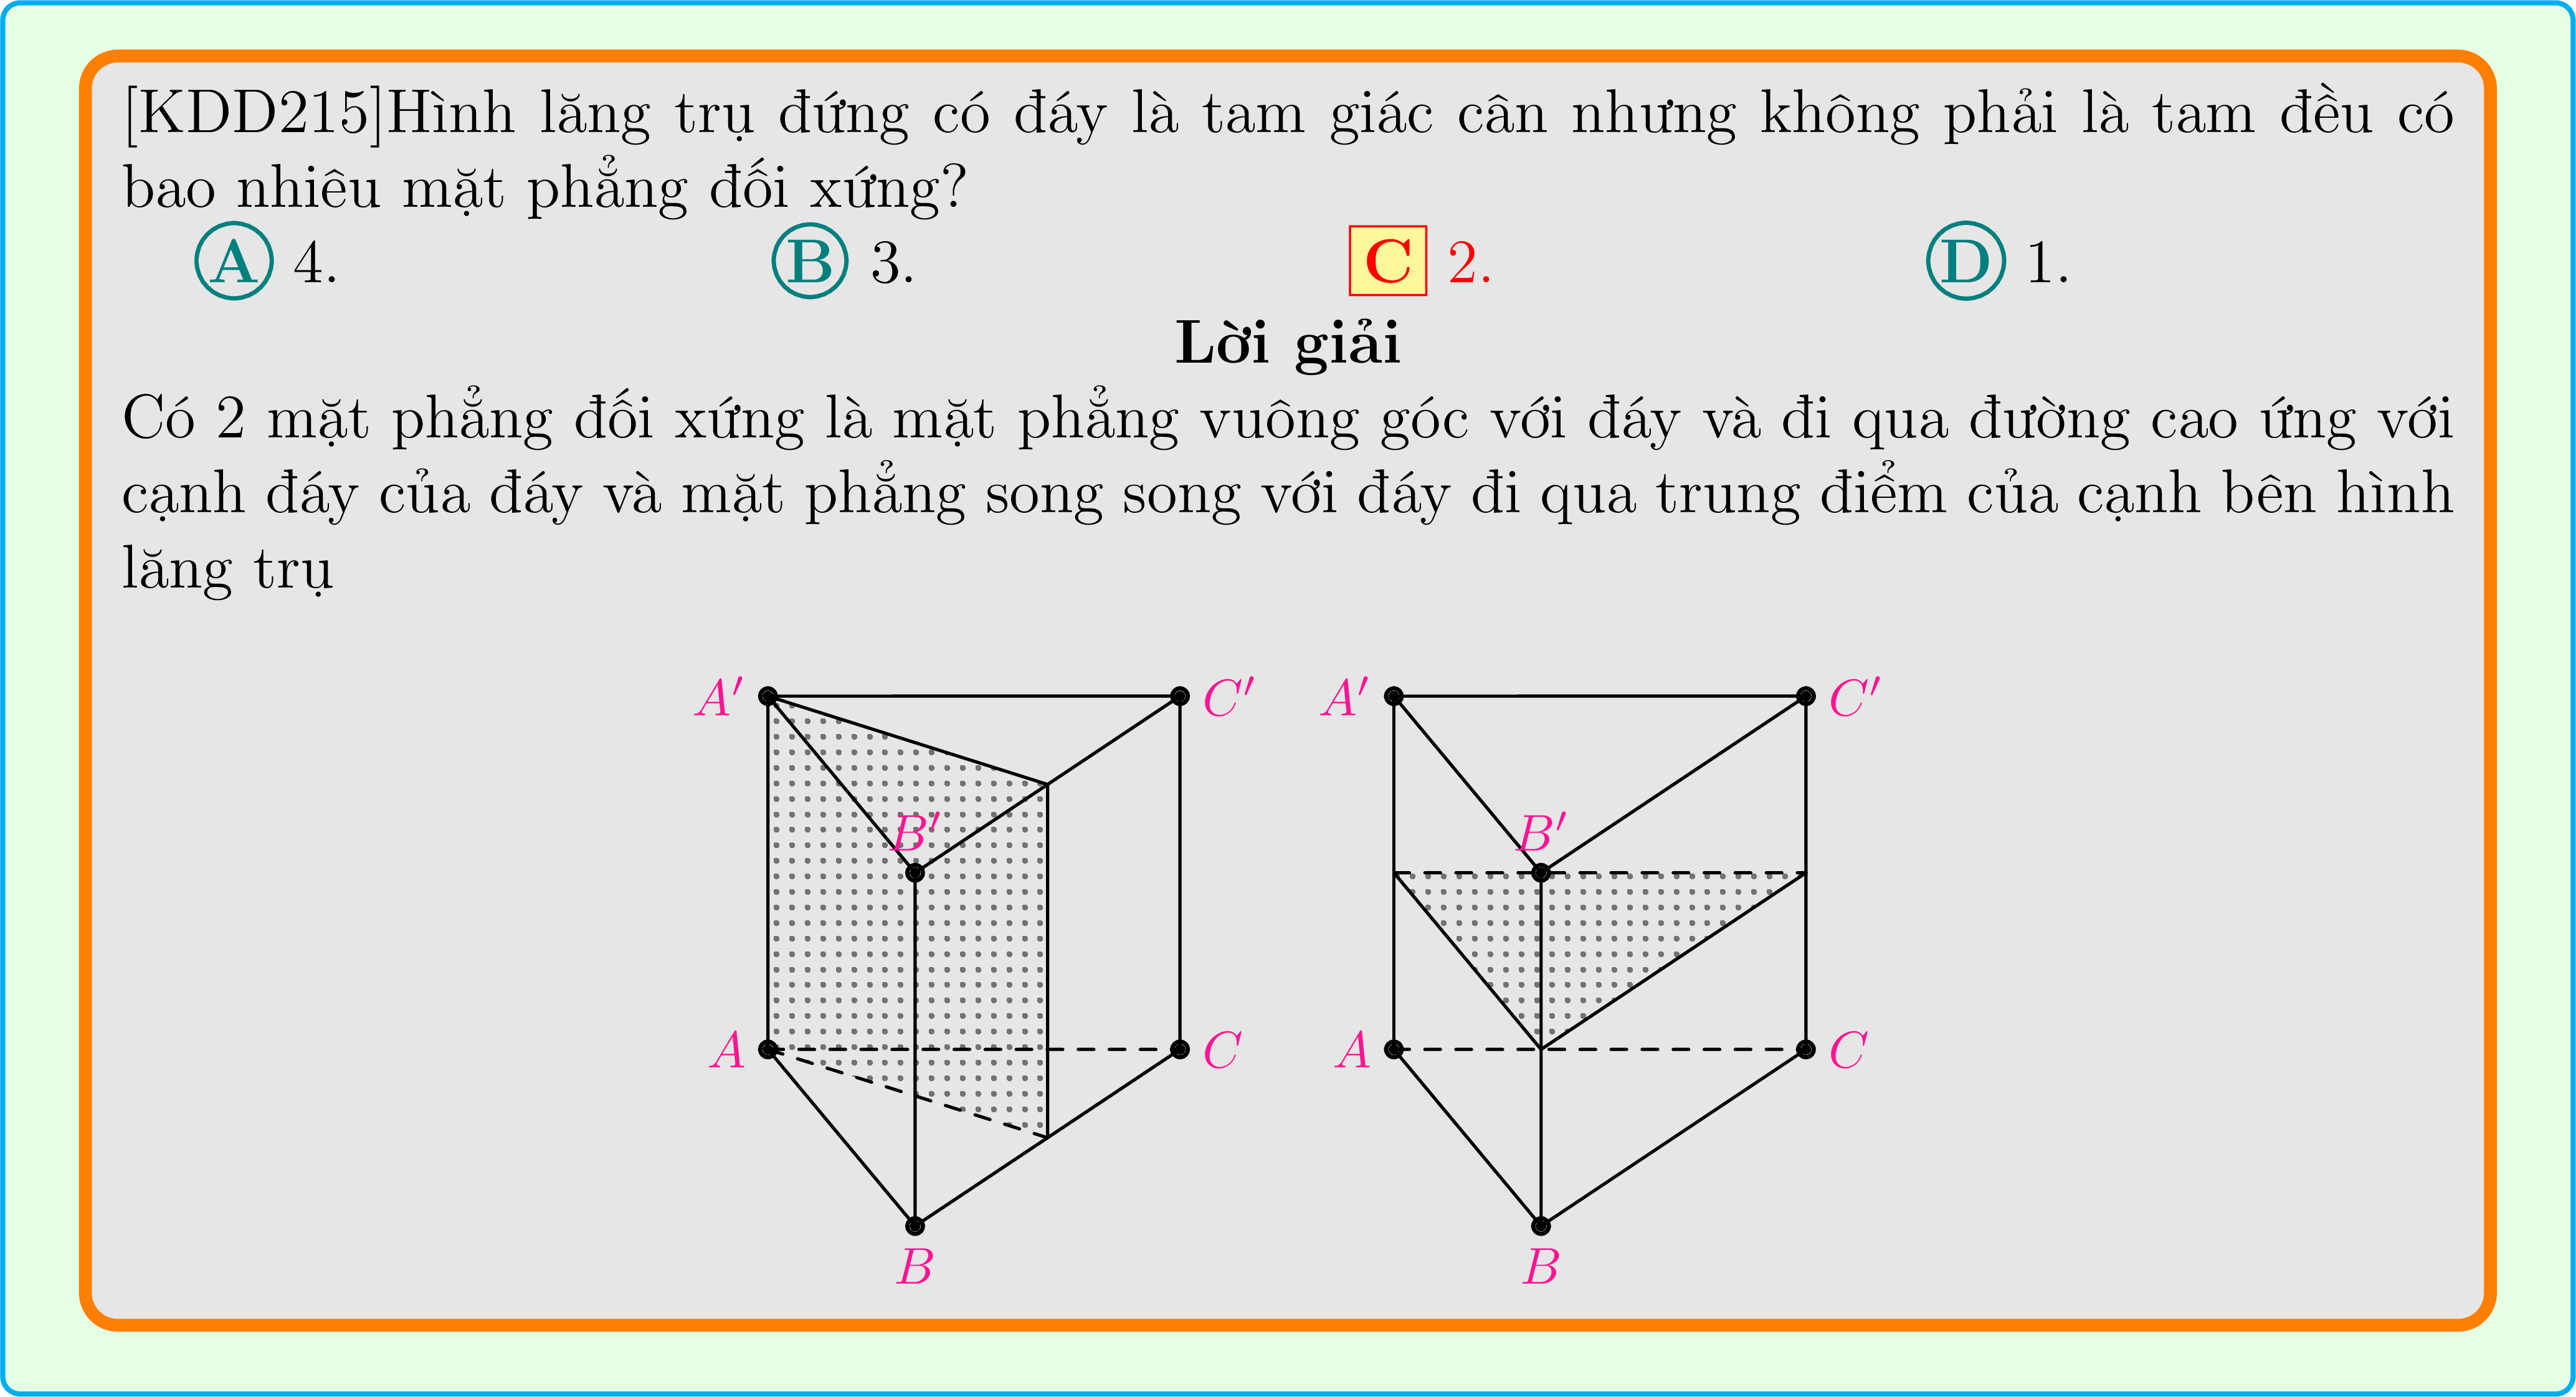 [KDD215]Hình lăng trụ đứng có đáy là tam giác cân nhưng không phải là tam đều có
bao nhiêu mặt phẳng đối xứng?
A 4. B 3. C 2. D 1.
Lời giải
Có 2 mặt phẳng đối xứng là mặt phẳng vuông góc với đáy và đi qua đường cao ứng với
cạnh đáy của đáy và mặt phẳng song song với đáy đi qua trung điểm của cạnh bên hình
lăng trụ
A′ C′ A′ C′
B′ B′
A C A C
B B